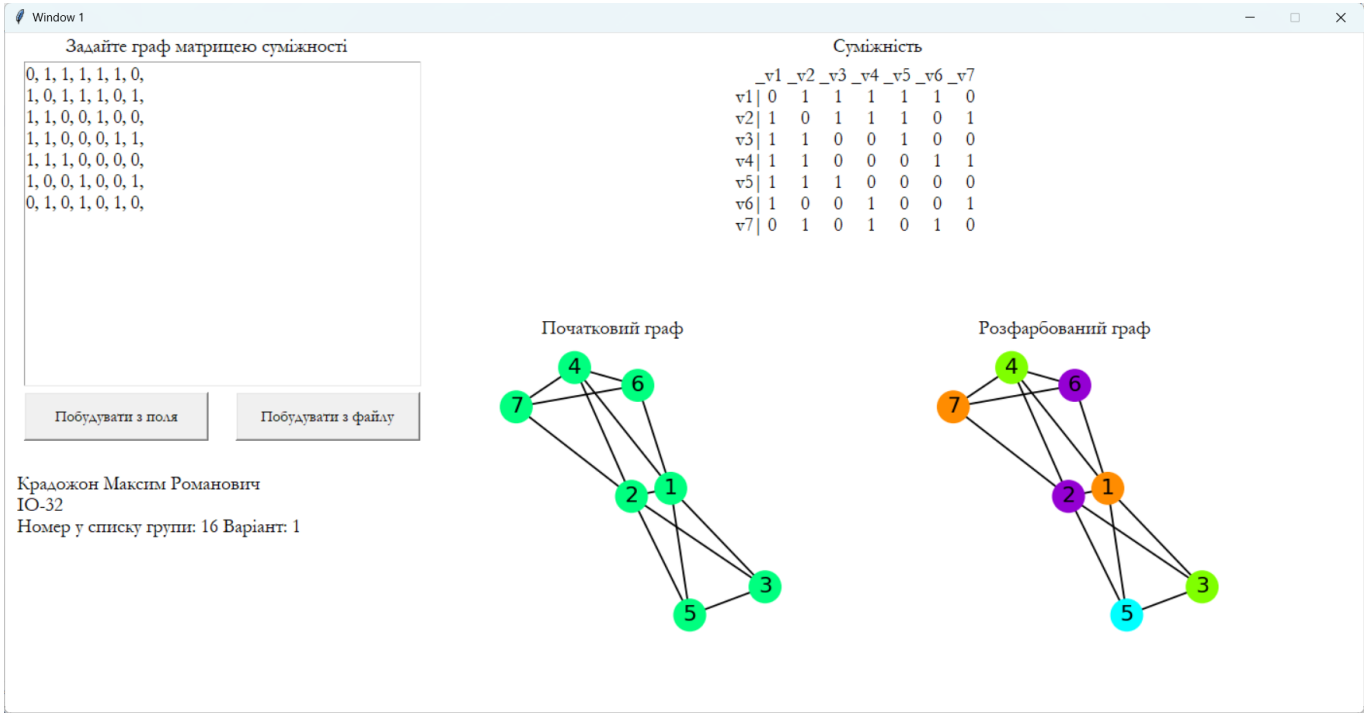 Window 1
Задайте граф матрицею суміжності
0, 1, 1, 1, 1, 1, 0,
1, 0, 1, 1, 1, 0, 1,
1, 1, 0, 0, 1, 0, 0,
1, 1, 0, 0, 0, 1, 1,
1, 1, 1, 0, 0, 0, 0,
1, 0, 0, 1, 0, 0, 1,
0, 1, 0, 1, 0, 1, 0,
Побудувати з поля
Побудувати з файлу
Крадожон Максим Романович
ІО-32
Номер у списку групи: 16 Варіант: 1
Суміжність
_v1 _v2 _v3 _v4 _v5 _v6 _v7
v1| 0 1 1 1 1 1 0
v2| 1 0 1 1 1 0 1
v3| 1 1 0 0 1 0 0
v4| 1 1 0 0 0 1 1
v5| 1 1 1 0 0 0 0
v6| 1 0 0 1 0 0 1
v7| 0 1 0 1 0 1 0
Початковий граф
4
6
7
1
2
3
5
Розфарбований граф
4
6
7
1
2
3
5